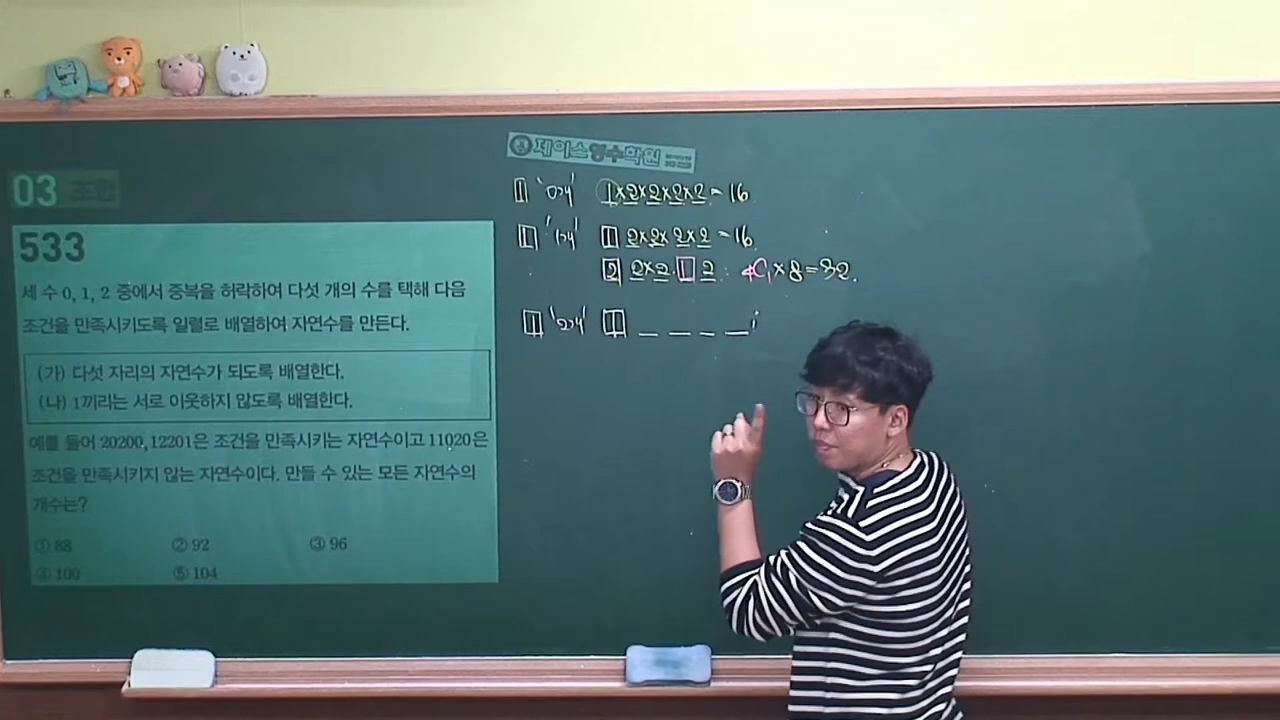 제이스영수학원
03 조합
533
세 수 0, 1, 2 중에서 중복을 허락하여 다섯 개의 수를 택해 다음
조건을 만족시키도록 일렬로 배열하여 자연수를 만든다.
(가) 다섯 자리의 자연수가 되도록 배열한다.
(나) 1끼리는 서로 이웃하지 않도록 배열한다.
예를 들어 20200, 12201은 조건을 만족시키는 자연수이고 11020은
조건을 만족시키지 않는 자연수이다. 만들 수 있는 모든 자연수의
개수는?
① 88 ② 92 ③ 96
④ 100 ⑤ 104
1 '0개' 1×2×2×2×2 = 16
1 '1개' 1 2×2×2×2 = 16
2 2×2 · 1 2 : 4C1 × 8 = 32.
1 '2개' 1